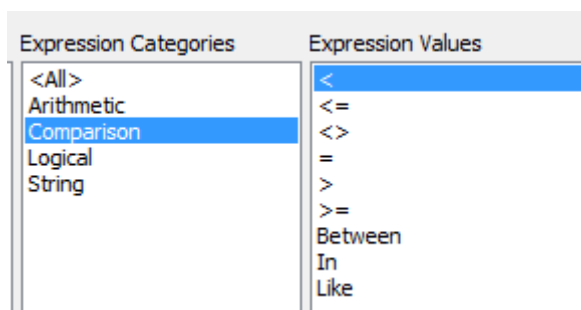 Expression Categories
<All>
Arithmetic
Comparison
Logical
String
Expression Values
<
<=
<>
=
>
>=
Between
In
Like